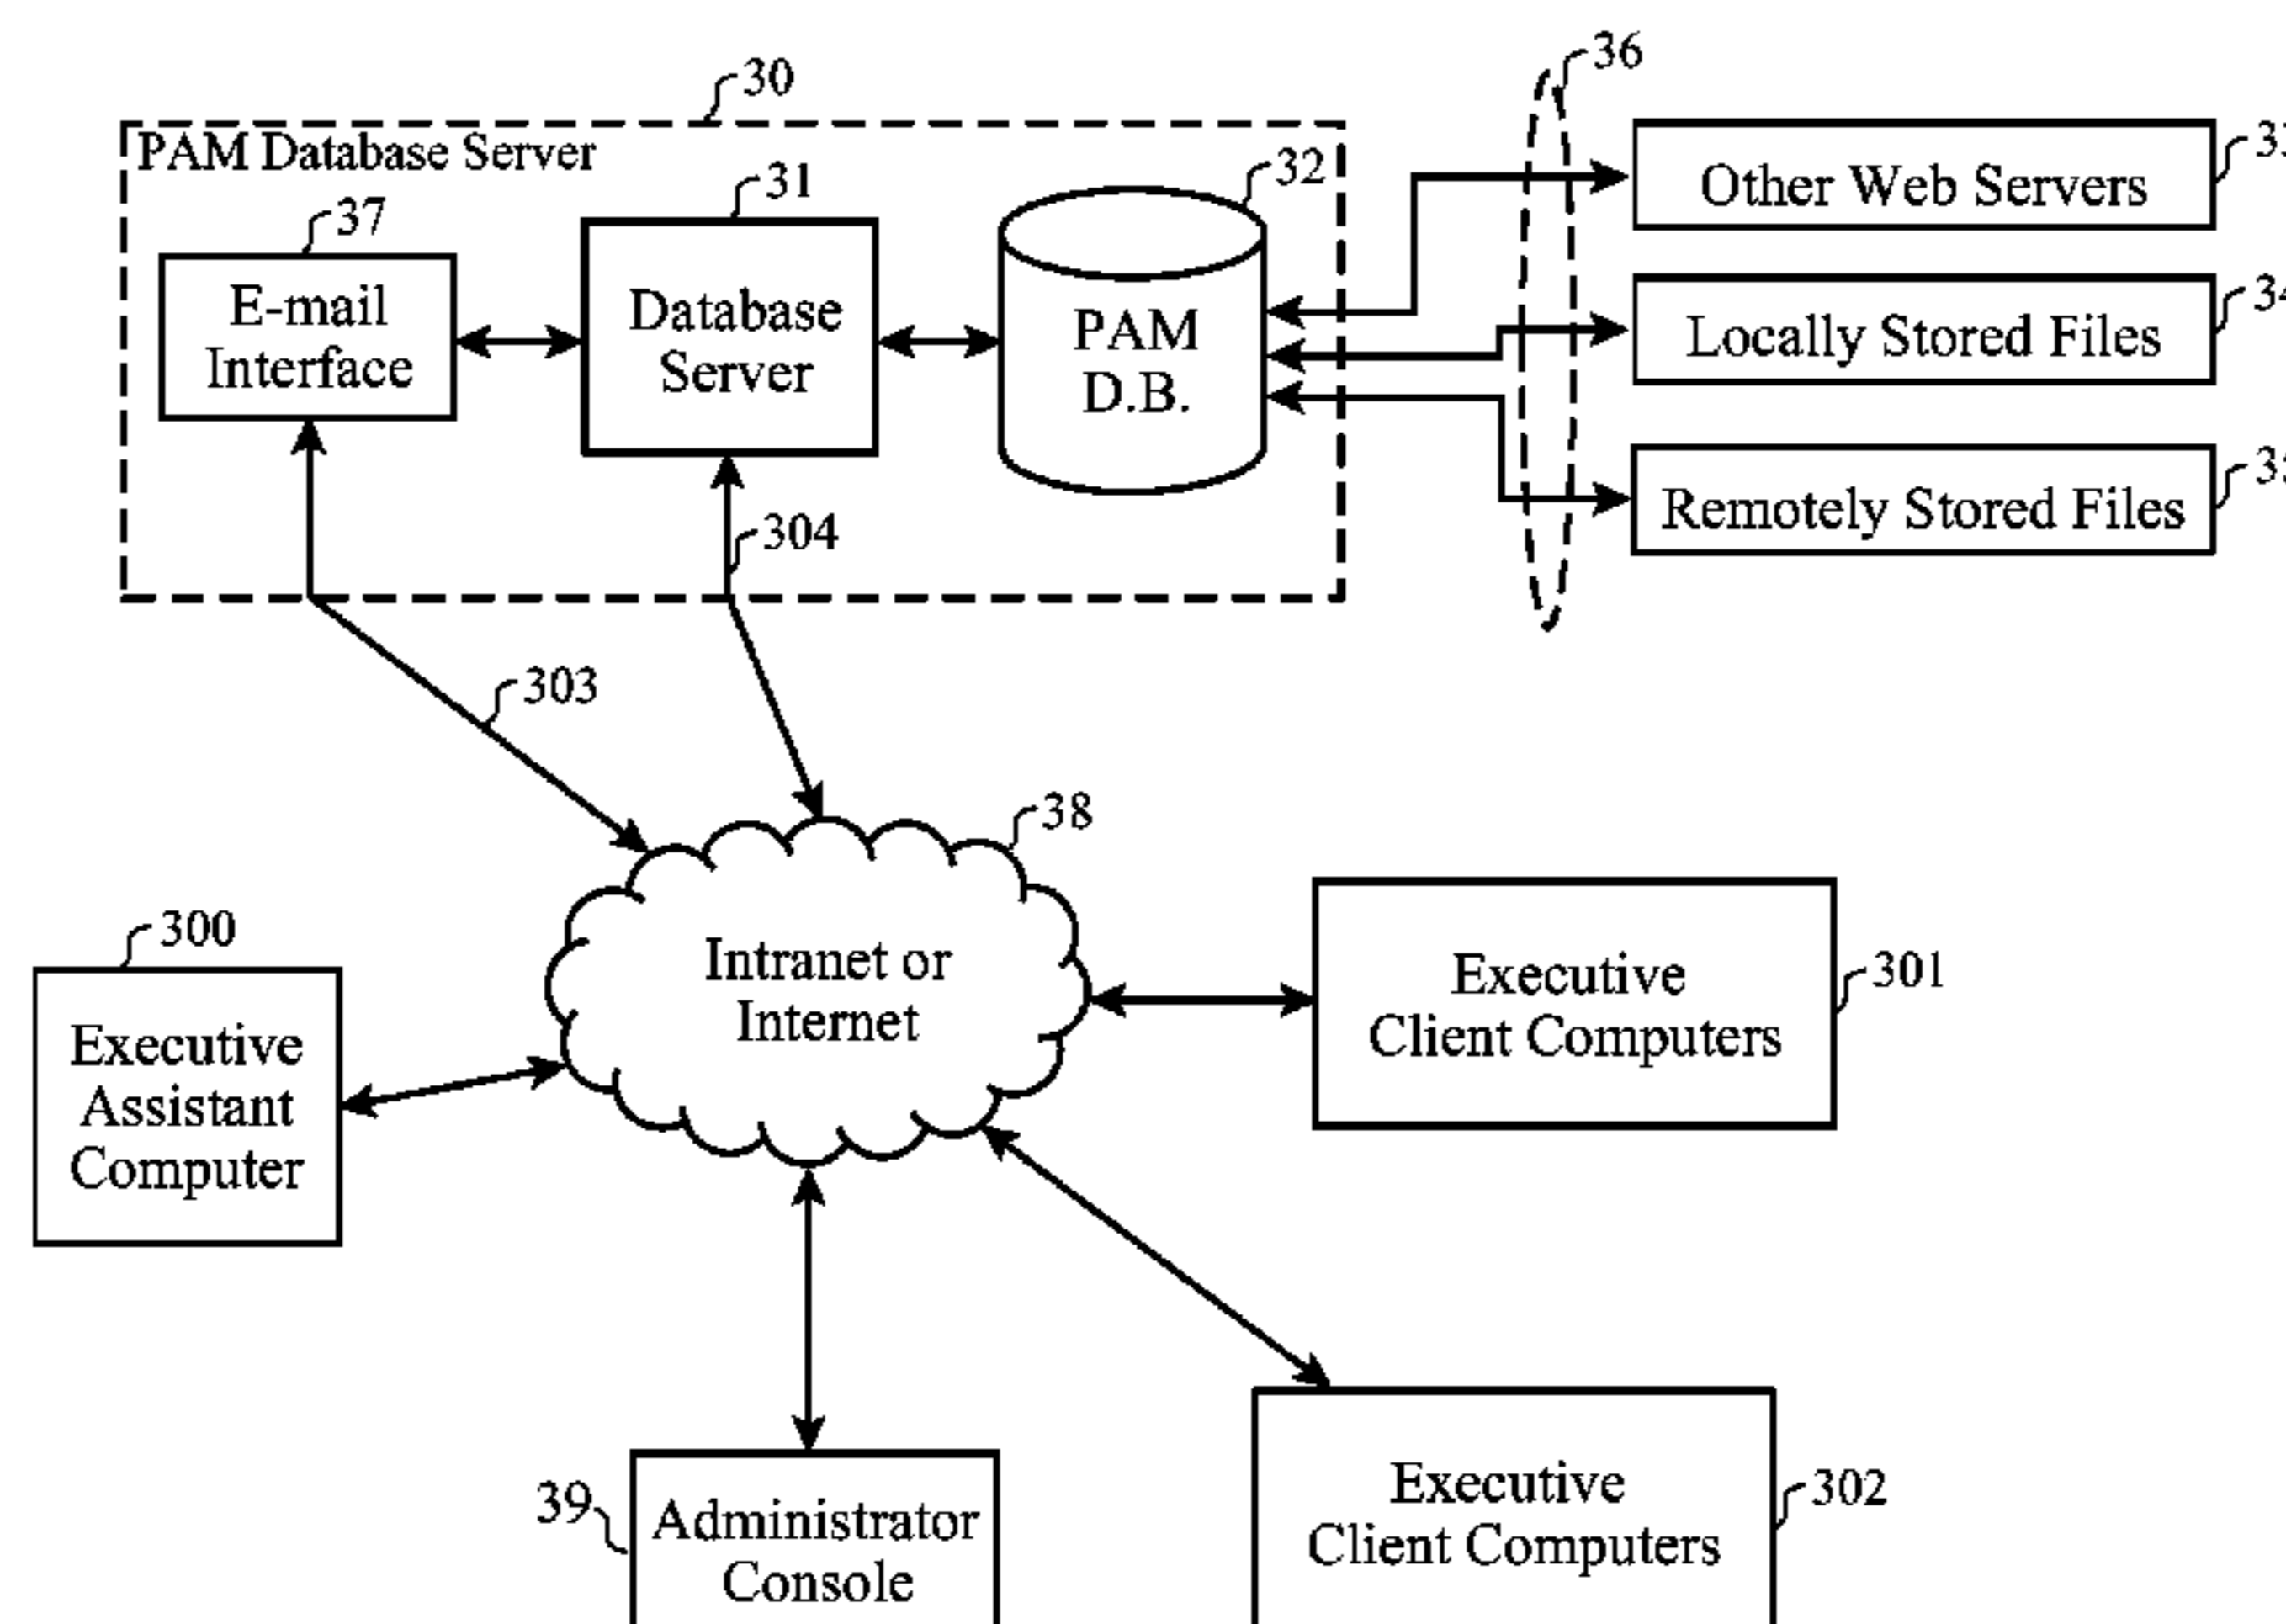 30
36
PAM Database Server
31
32
37
E-mail
Interface
Database
Server
PAM
D.B.
Other Web Servers
Locally Stored Files
34
Remotely Stored Files
304
303
38
300
Executive
Assistant
Computer
Intranet or
Internet
Executive
Client Computers
301
39
Administrator
Console
Executive
Client Computers
302